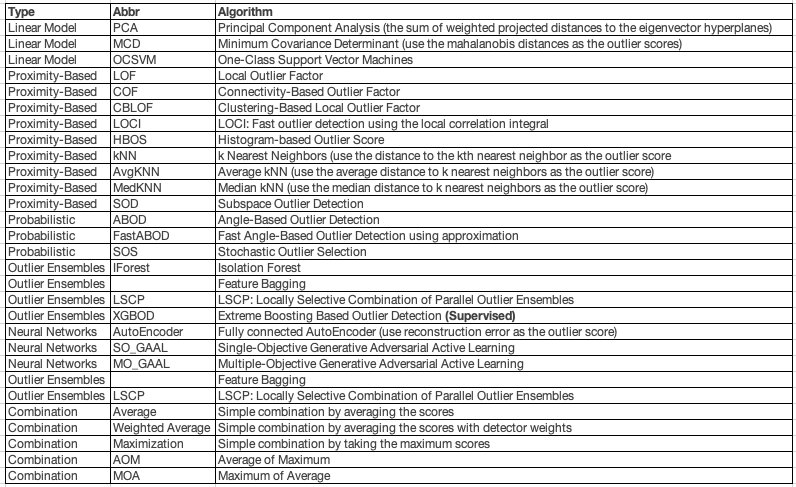 Type Abbr Algorithm
Linear Model PCA Principal Component Analysis (the sum of weighted projected distances to the eigenvector hyperplanes)
Linear Model MCD Minimum Covariance Determinant (use the mahalanobis distances as the outlier scores)
Linear Model OCSVM One-Class Support Vector Machines
Proximity-Based LOF Local Outlier Factor
Proximity-Based COF Connectivity-Based Outlier Factor
Proximity-Based CBLOF Clustering-Based Local Outlier Factor
Proximity-Based LOCI LOCI: Fast outlier detection using the local correlation integral
Proximity-Based HBOS Histogram-based Outlier Score
Proximity-Based kNN k Nearest Neighbors (use the distance to the kth nearest neighbor as the outlier score
Proximity-Based AvgKNN Average kNN (use the average distance to k nearest neighbors as the outlier score)
Proximity-Based MedKNN Median kNN (use the median distance to k nearest neighbors as the outlier score)
Proximity-Based SOD Subspace Outlier Detection
Probabilistic ABOD Angle-Based Outlier Detection
Probabilistic FastABOD Fast Angle-Based Outlier Detection using approximation
Probabilistic SOS Stochastic Outlier Selection
Outlier Ensembles IForest Isolation Forest
Outlier Ensembles Feature Bagging
Outlier Ensembles LSCP LSCP: Locally Selective Combination of Parallel Outlier Ensembles
Outlier Ensembles XGBOD Extreme Boosting Based Outlier Detection (Supervised)
Neural Networks AutoEncoder Fully connected AutoEncoder (use reconstruction error as the outlier score)
Neural Networks SO_GAAL Single-Objective Generative Adversarial Active Learning
Neural Networks MO_GAAL Multiple-Objective Generative Adversarial Active Learning
Outlier Ensembles Feature Bagging
Outlier Ensembles LSCP LSCP: Locally Selective Combination of Parallel Outlier Ensembles
Combination Average Simple combination by averaging the scores
Combination Weighted Average Simple combination by averaging the scores with detector weights
Combination Maximization Simple combination by taking the maximum scores
Combination AOM Average of Maximum
Combination MOA Maximum of Average